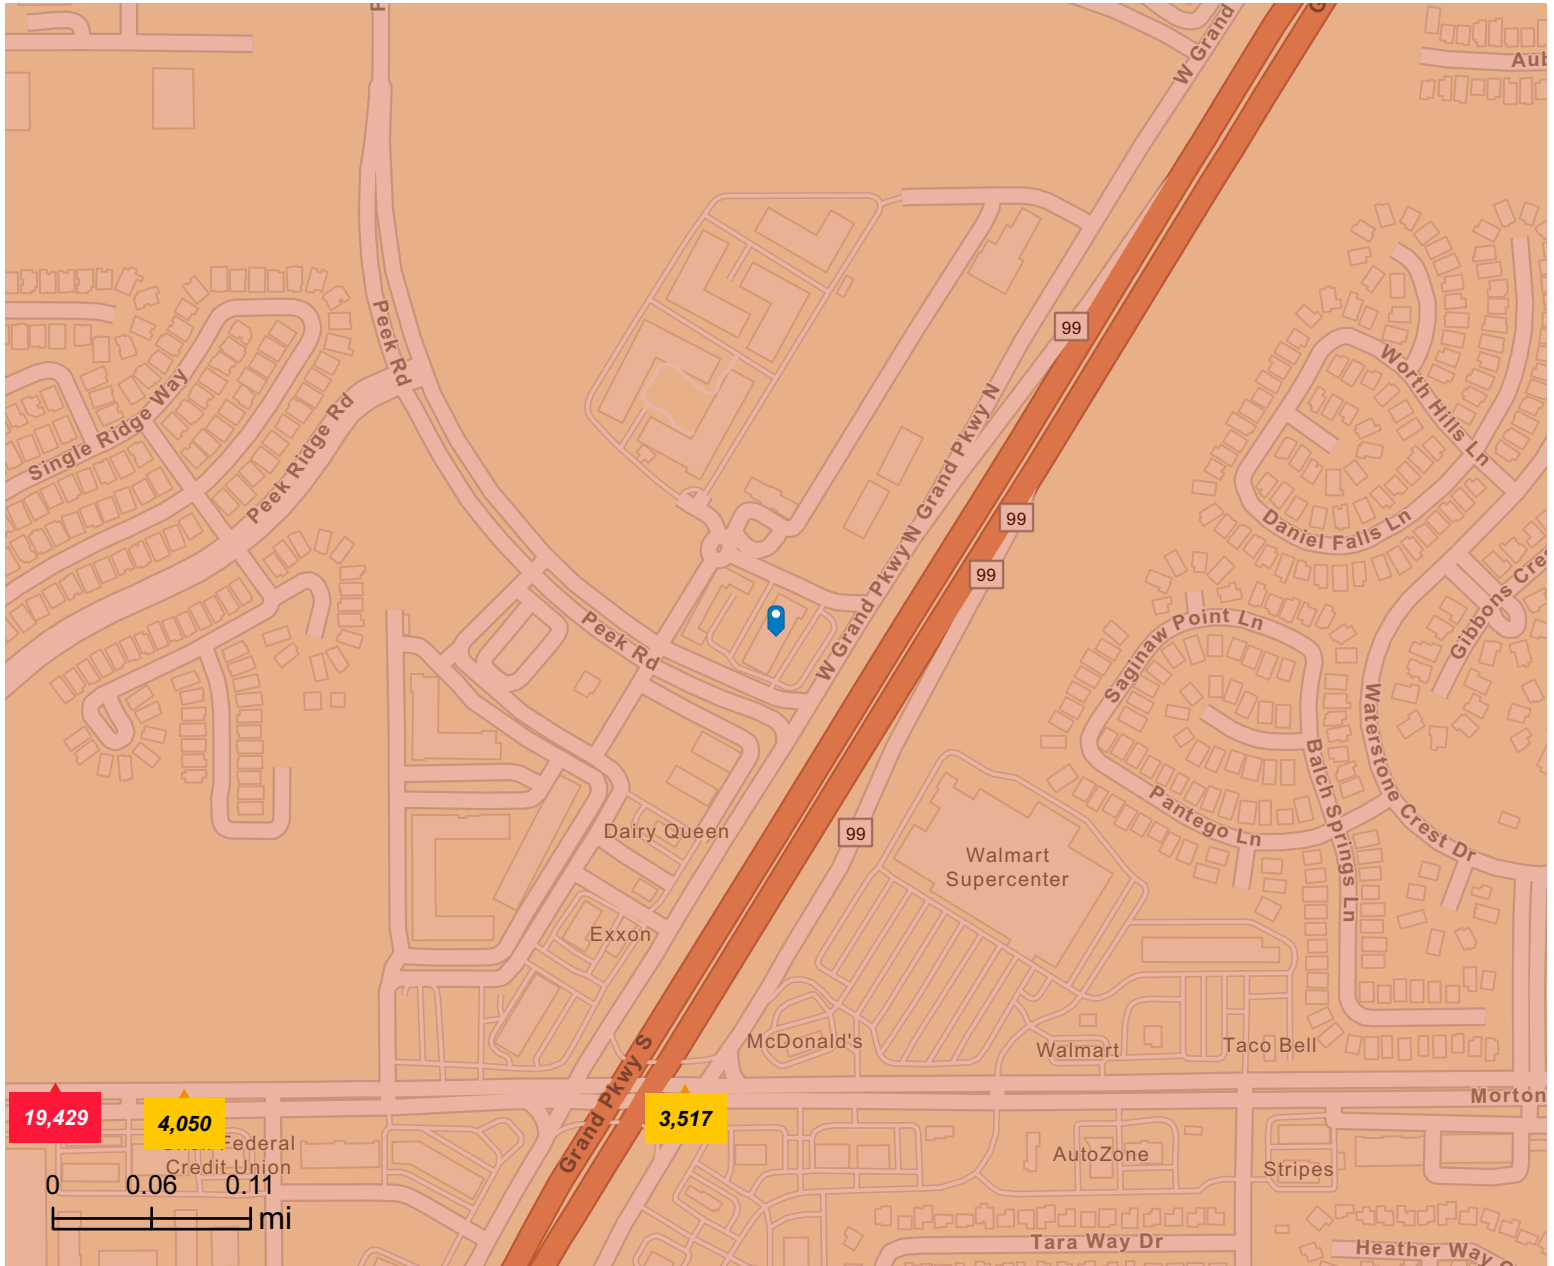 W Grand
Aub
99
Peek Rd
Worth Hills Ln
Single Ridge Way
Peek Ridge Rd
W Grand Pkwy N
Grand Pkwy N
99
Daniel Falls Ln
99
Gibbons Cres
Peek Rd
Saginaw Point Ln
Waterstone Crest Dr
Balch Springs Ln
Pantego Ln
Dairy Queen
99
Walmart
Supercenter
Exxon
McDonald's
Walmart
Taco Bell
Grand Pkwy S
Morton
19,429
4,050
3,517
Federal
Credit Union
AutoZone
Stripes
0 0.06 0.11
mi
Tara Way Dr
Heather Way